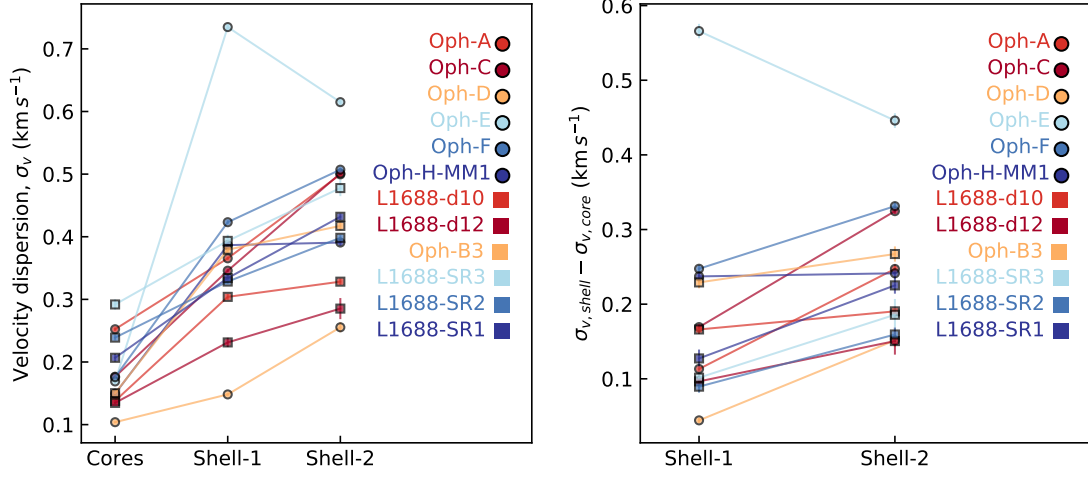 Velocity dispersion, σv (km s−1)
0.7
0.6
0.5
0.4
0.3
0.2
0.1
Cores
Shell-1
Shell-2
Oph-A
Oph-C
Oph-D
Oph-E
Oph-F
Oph-H-MM1
L1688-d10
L1688-d12
Oph-B3
L1688-SR3
L1688-SR2
L1688-SR1
σv,shell − σv,core (km s−1)
0.6
0.5
0.4
0.3
0.2
0.1
Shell-1
Shell-2
Oph-A
Oph-C
Oph-D
Oph-E
Oph-F
Oph-H-MM1
L1688-d10
L1688-d12
Oph-B3
L1688-SR3
L1688-SR2
L1688-SR1